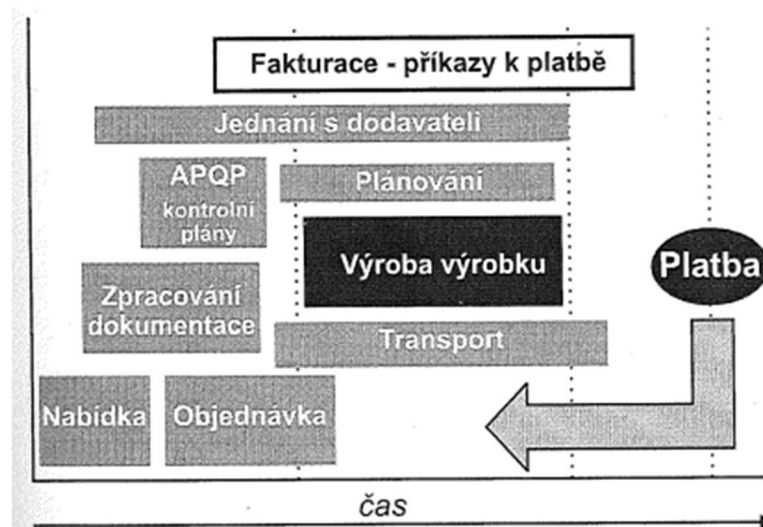 Fakturace - příkazy k platbě
Jednání s dodavateli
APQP
kontrolní
plány
Plánování
Výroba výrobku
Platba
Zpracování
dokumentace
Transport
Nabídka
Objednávka
čas